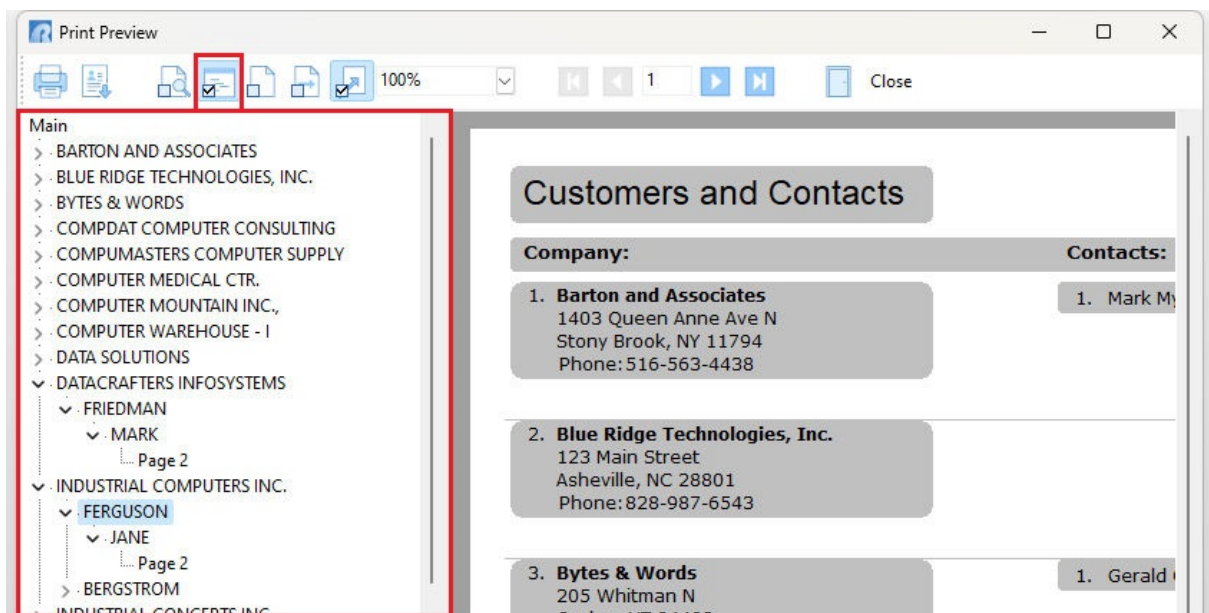 Print Preview
100%
1
Close
Main
BARTON AND ASSOCIATES
BLUE RIDGE TECHNOLOGIES, INC.
BYTES & WORDS
COMPDAT COMPUTER CONSULTING
COMPUMASTERS COMPUTER SUPPLY
COMPUTER MEDICAL CTR.
COMPUTER MOUNTAIN INC.,
COMPUTER WAREHOUSE - I
DATA SOLUTIONS
DATACRAFTERS INFOSYSTEMS
FRIEDMAN
MARK
Page 2
INDUSTRIAL COMPUTERS INC.
FERGUSON
JANE
Page 2
BERGSTROM
INDUSTRIAL CONCERTS INC
Customers and Contacts
Company: Contacts:
1. Barton and Associates
1403 Queen Anne Ave N
Stony Brook, NY 11794
Phone: 516-563-4438
1. Mark My
2. Blue Ridge Technologies, Inc.
123 Main Street
Asheville, NC 28801
Phone: 828-987-6543
3. Bytes & Words
205 Whitman N
1. Gerald